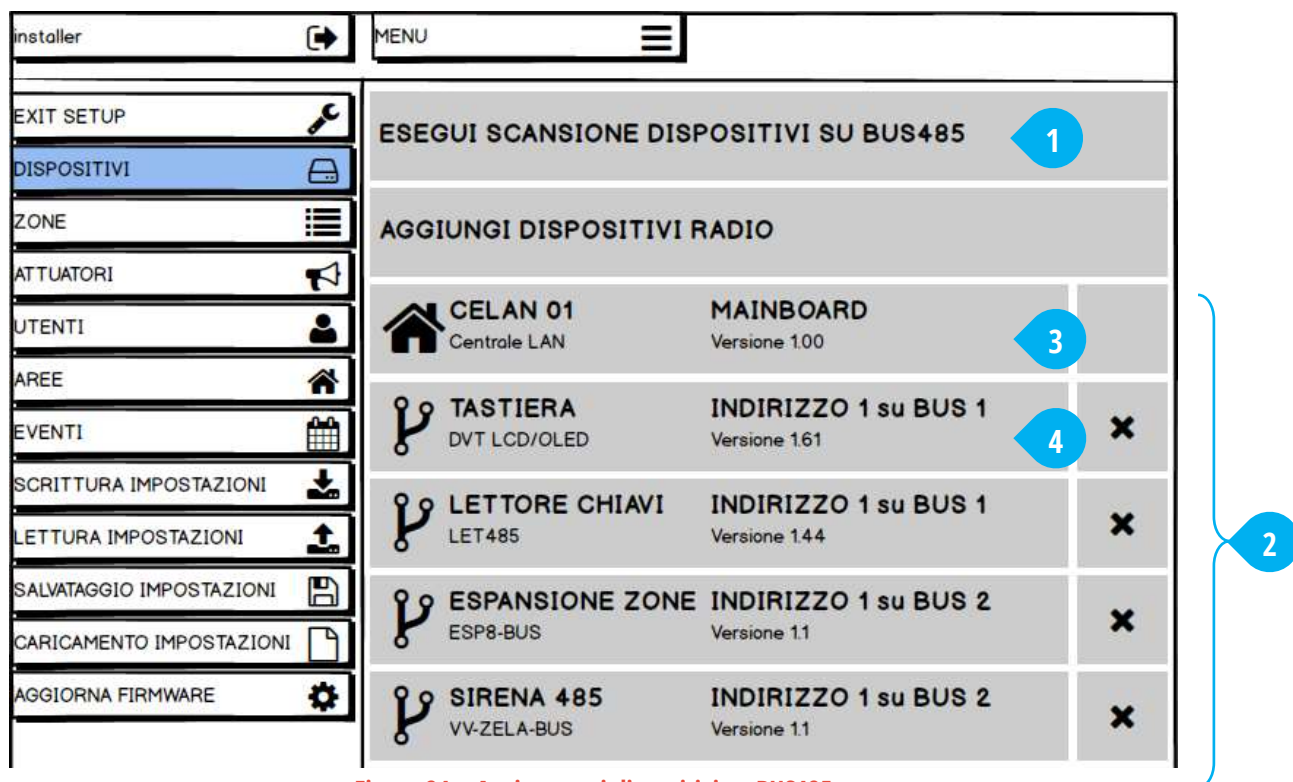 installer
MENU
EXIT SETUP
DISPOSITIVI
ZONE
ATTUATORI
UTENTI
AREE
EVENTI
SCRITTURA IMPOSTAZIONI
LETTURA IMPOSTAZIONI
SALVATAGGIO IMPOSTAZIONI
CARICAMENTO IMPOSTAZIONI
AGGIORNA FIRMWARE
ESEGUI SCANSIONE DISPOSITIVI SU BUS485
1
AGGIUNGI DISPOSITIVI RADIO
CELAN 01 MAINBOARD
Centrale LAN Versione 1.00
3
TASTIERA INDIRIZZO 1 su BUS 1
DVT LCD/OLED Versione 1.61
4
LETTORE CHIAVI INDIRIZZO 1 su BUS 1
LET485 Versione 1.44
2
ESPANSIONE ZONE INDIRIZZO 1 su BUS 2
ESP8-BUS Versione 1.1
SIRENA 485 INDIRIZZO 1 su BUS 2
VV-ZELA-BUS Versione 1.1